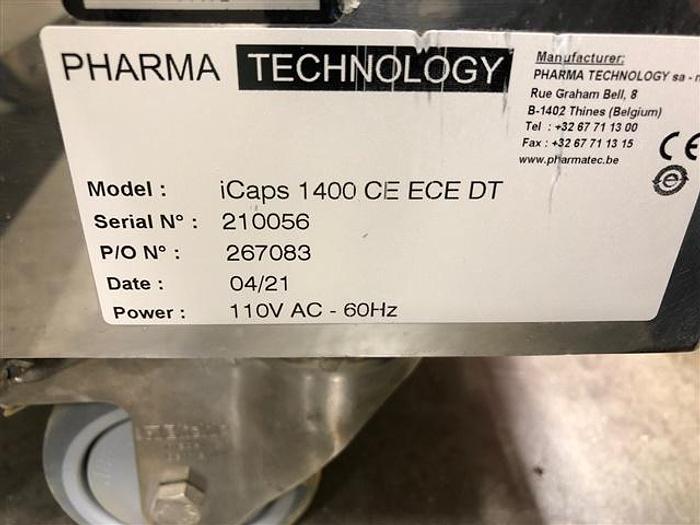 PHARMA TECHNOLOGY
Manufacturer:
PHARMA TECHNOLOGY sa -
Rue Graham Bell, 8
B-1402 Thines (Belgium)
Tel : +32 67 71 13 00
Fax : +32 67 71 13 15
www.pharmatec.be
CE
e
Model : iCaps 1400 CE ECE DT
Serial N° : 210056
P/O N° : 267083
Date : 04/21
Power : 110V AC - 60Hz